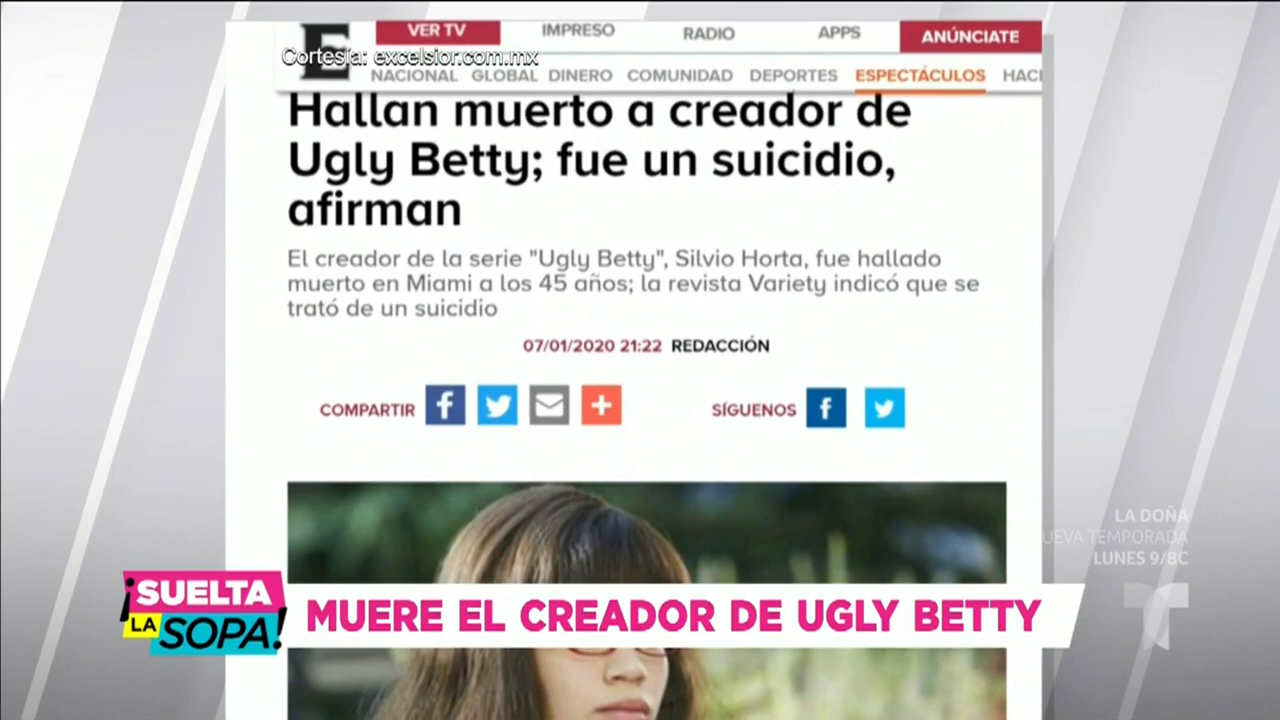 VER TV
IMPRESO
RADIO
APPS
ANÚNCIATE
E
Cortesía: excelsior.com.mx
NACIONAL GLOBAL DINERO COMUNIDAD DEPORTES ESPECTÁCULOS HACI
Hallan muerto a creador de
Ugly Betty; fue un suicidio,
afirman
El creador de la serie "Ugly Betty", Silvio Horta, fue hallado
muerto en Miami a los 45 años; la revista Variety indicó que se
trató de un suicidio
07/01/2020 21:22 REDACCIÓN
COMPARTIR
SÍGUENOS
LA DOÑA
UEVA TEMPORADA
LUNES 9/8C
¡SUELTA
LA SOPA!
MUERE EL CREADOR DE UGLY BETTY